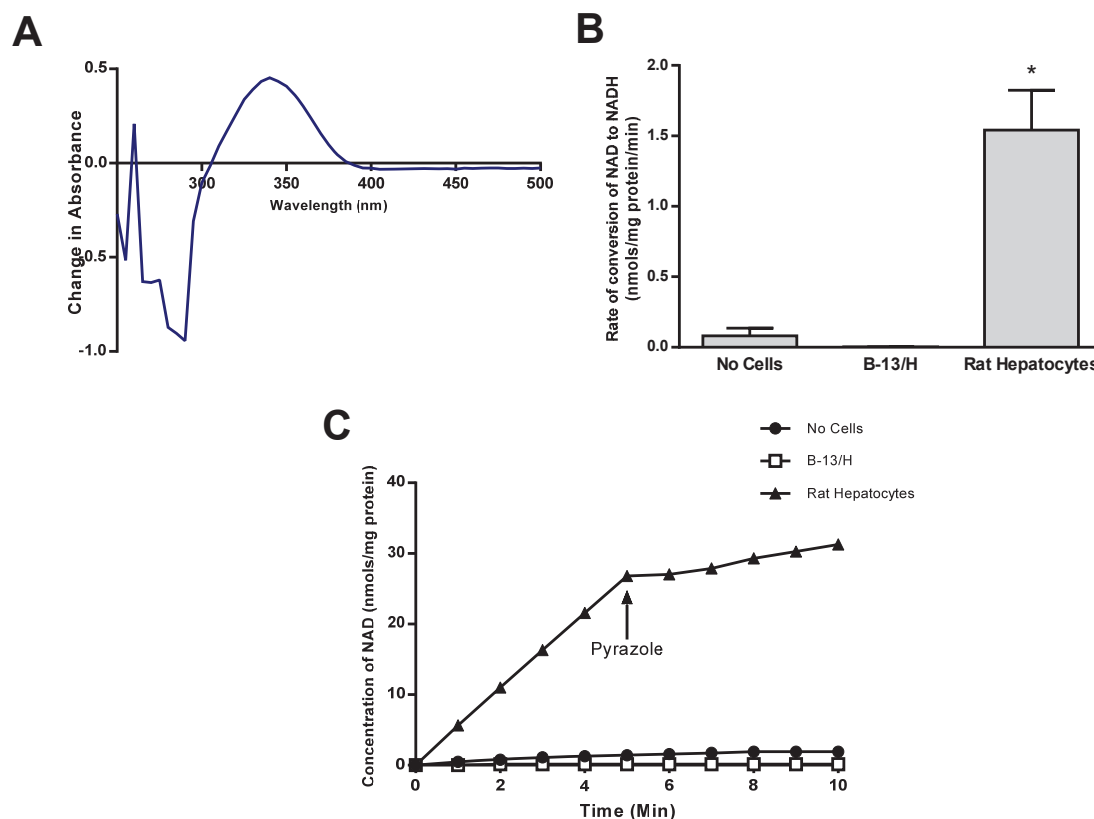 A
0.5
0.0
-0.5
-1.0
300
350
400
450
500
Wavelength (nm)
Change in Absorbance
B
2.0
1.5
1.0
0.5
0.0
Rate of conversion of NAD to NADH
(nmols/mg protein/min)
*
No Cells
B-13/H
Rat Hepatocytes
C
No Cells
B-13/H
Rat Hepatocytes
40
30
20
10
0
Concentration of NAD (nmols/mg protein)
Pyrazole
0
2
4
6
8
10
Time (Min)